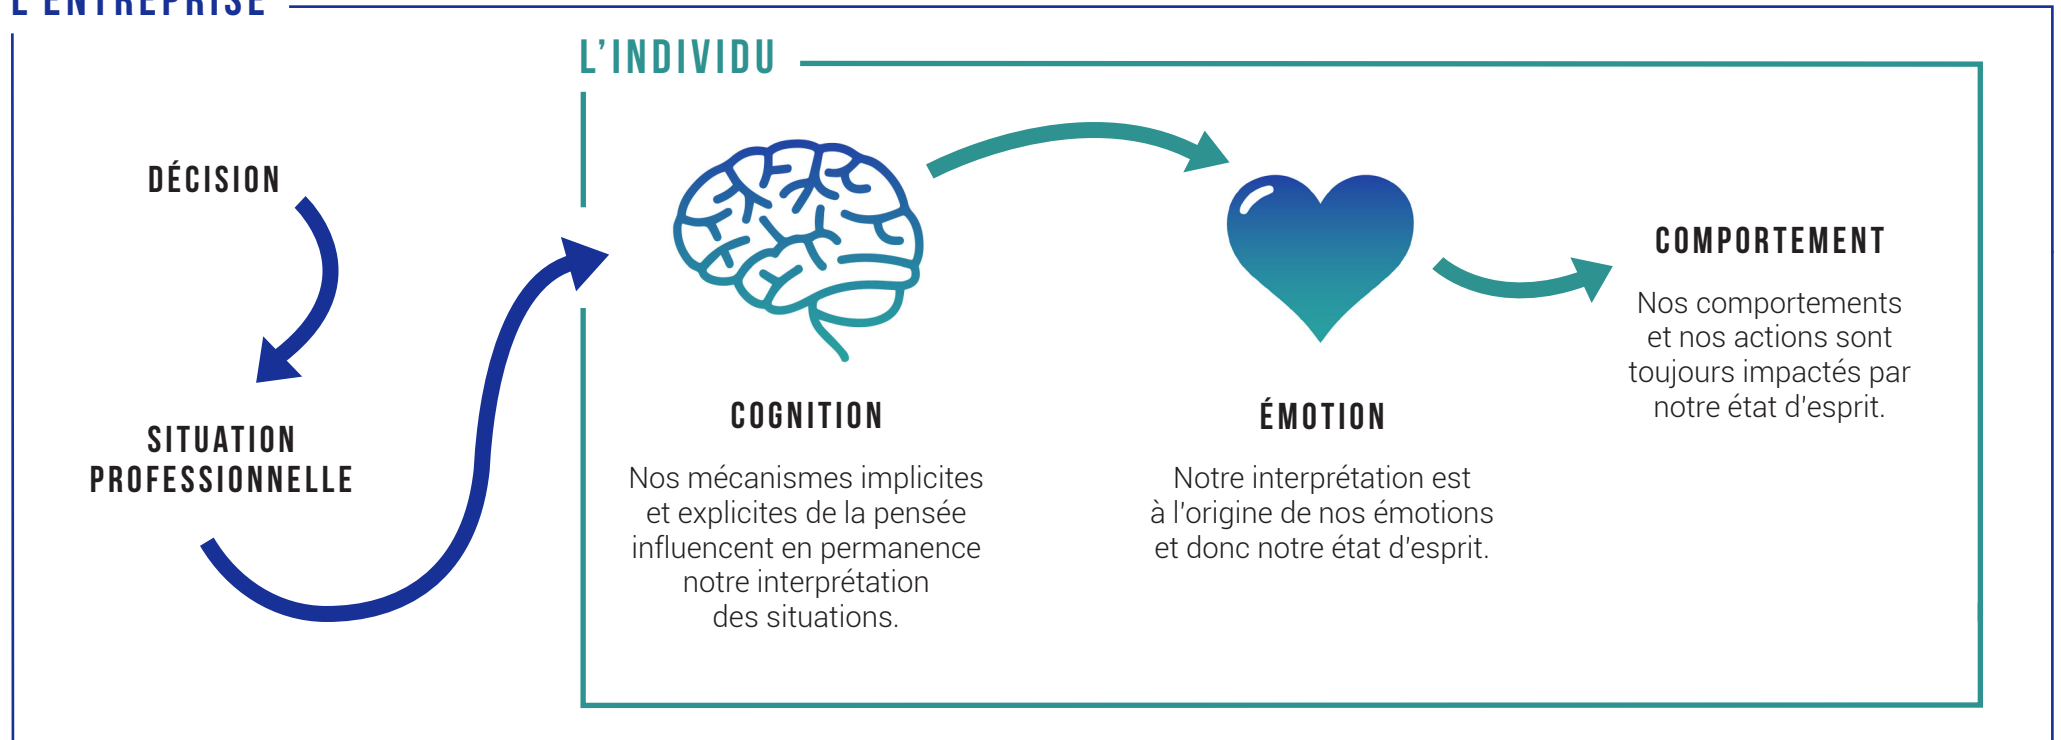 L'ENTREPRISE
L'INDIVIDU
DÉCISION
SITUATION
PROFESSIONNELLE
COGNITION
Nos mécanismes implicites
et explicites de la pensée
influencent en permanence
notre interprétation
des situations.
ÉMOTION
Notre interprétation est
à l'origine de nos émotions
et donc notre état d'esprit.
COMPORTEMENT
Nos comportements
et nos actions sont
toujours impactés par
notre état d'esprit.